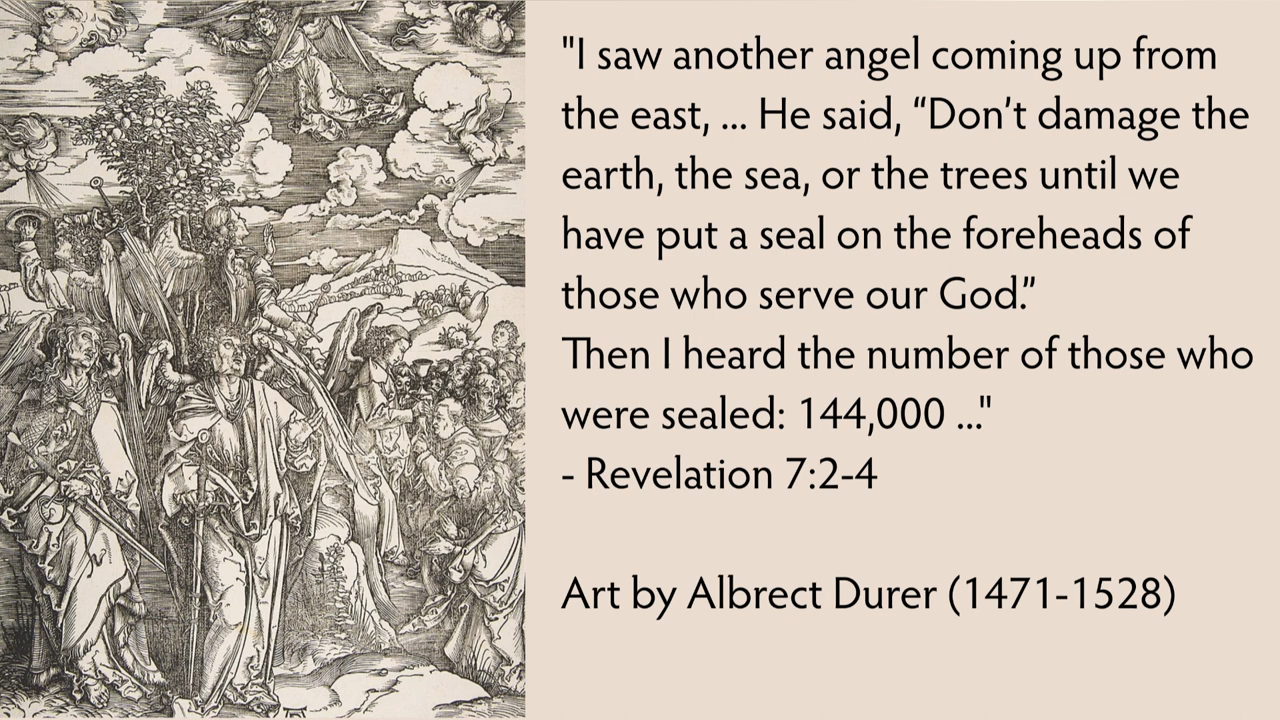 "I saw another angel coming up from
the east, ... He said, “Don’t damage the
earth, the sea, or the trees until we
have put a seal on the foreheads of
those who serve our God.”
Then I heard the number of those who
were sealed: 144,000 ..."
- Revelation 7:2-4
Art by Albrect Durer (1471-1528)